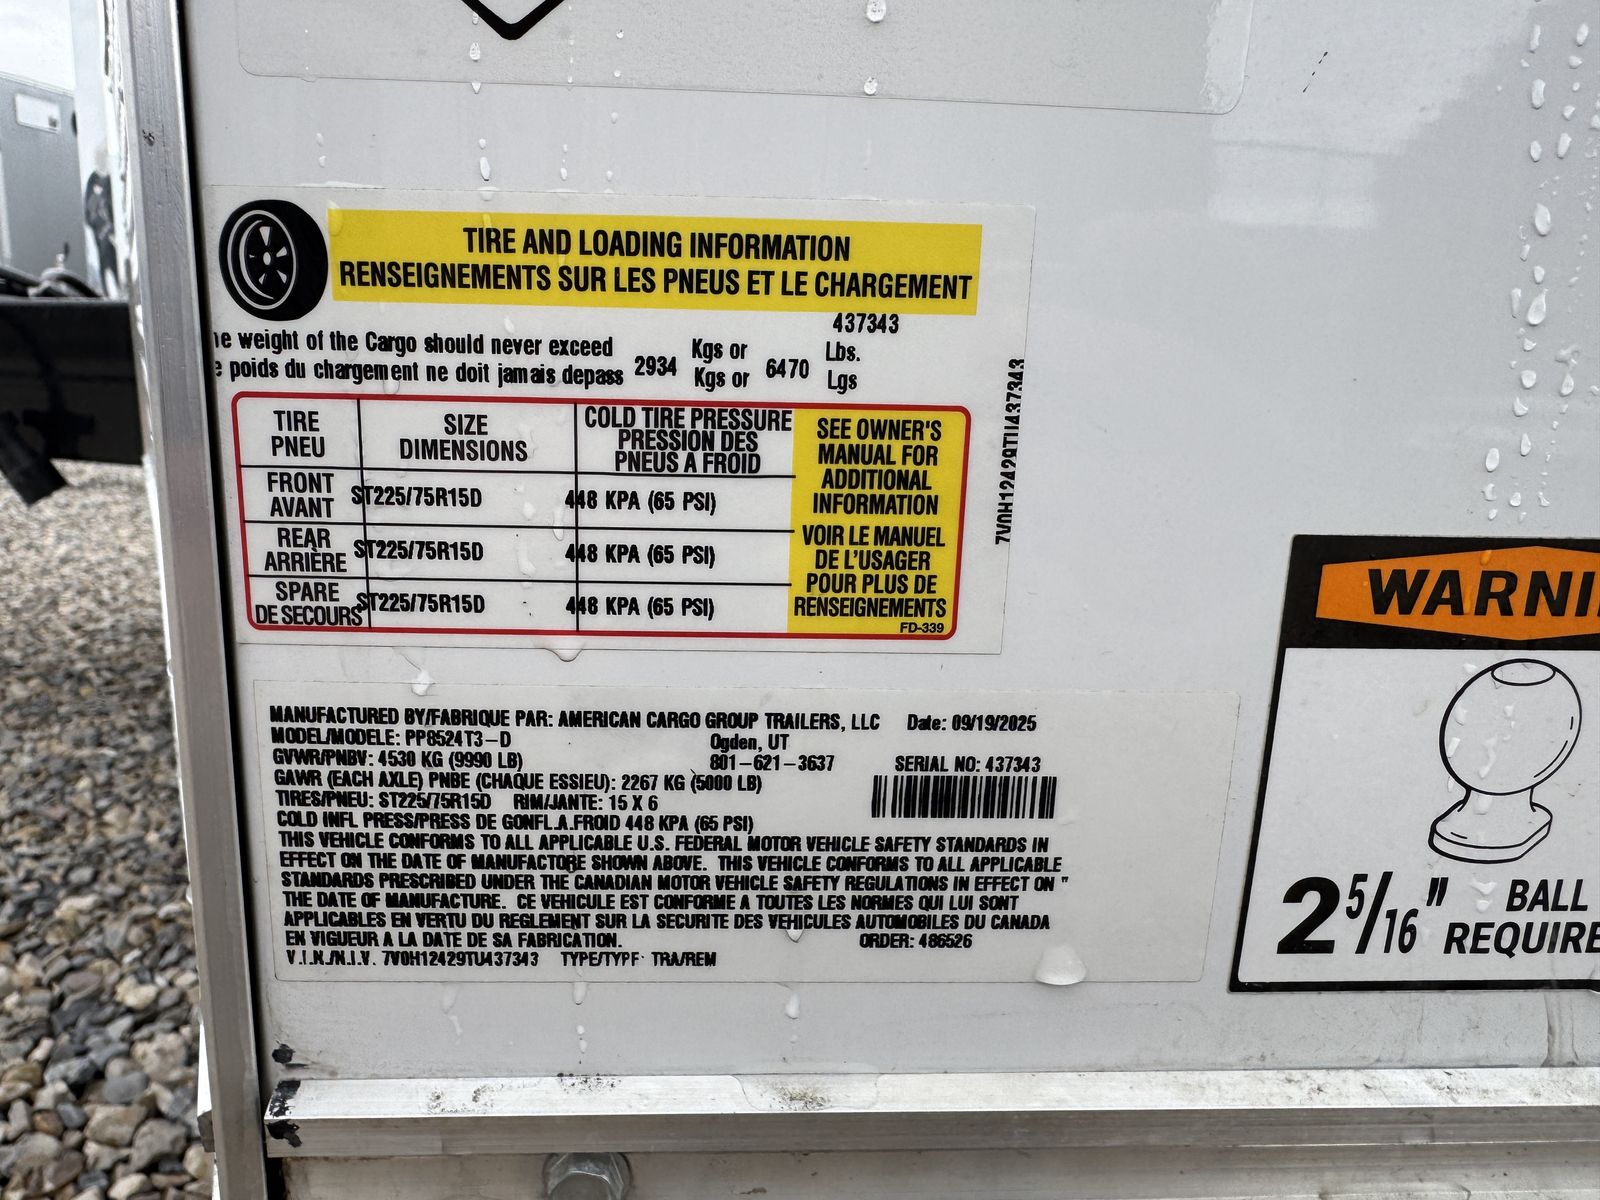 TIRE AND LOADING INFORMATION
RENSEIGNEMENTS SUR LES PNEUS ET LE CHARGEMENT
437343
weight of the Cargo should never exceed 2934 Kgs or 6470 Lbs.
poids du chargement ne doit jamais depass Kgs or Lgs
TIRE PNEU
SIZE DIMENSIONS
COLD TIRE PRESSURE
PRESSION DES
PNEUS A FROID
FRONT AVANT ST225/75R15D 448 KPA (65 PSI)
REAR ARRIÈRE ST225/75R15D 448 KPA (65 PSI)
SPARE DE SECOURS ST225/75R15D 448 KPA (65 PSI)
SEE OWNER'S
MANUAL FOR
ADDITIONAL
INFORMATION
VOIR LE MANUEL
DE L'USAGER
POUR PLUS DE
RENSEIGNEMENTS
FD-339
7V0H12429TU437343
MANUFACTURED BY/FABRIQUE PAR: AMERICAN CARGO GROUP TRAILERS, LLC Date: 09/19/2025
MODEL/MODELE: PP8524T3-D Ogden, UT
GVWR/PNBV: 4530 KG (9990 LB) 801-621-3637 SERIAL NO: 437343
GAWR (EACH AXLE) PNBE (CHAQUE ESSIEU): 2267 KG (5000 LB)
TIRES/PNEU: ST225/75R15D RIM/JANTE: 15 X 6
COLD INFL PRESS/PRESS DE GONFL.A.FROID 448 KPA (65 PSI)
THIS VEHICLE CONFORMS TO ALL APPLICABLE U.S. FEDERAL MOTOR VEHICLE SAFETY STANDARDS IN
EFFECT ON THE DATE OF MANUFACTORE SHOWN ABOVE. THIS VEHICLE CONFORMS TO ALL APPLICABLE
STANDARDS PRESCRIBED UNDER THE CANADIAN MOTOR VEHICLE SAFETY REGULATIONS IN EFFECT ON "
THE DATE OF MANUFACTURE. CE VEHICULE EST CONFORME A TOUTES LES NORMES QUI LUI SONT
APPLICABLES EN VERTU DU REGLEMENT SUR LA SECURITE DES VEHICULES AUTOMOBILES DU CANADA
EN VIGUEUR A LA DATE DE SA FABRICATION. ORDER: 486526
V.I.N./N.I.V. 7V0H12429TU437343 TYPE/TYPE: TRA/REM
WARNI
2 5/16" BALL
REQUIRE